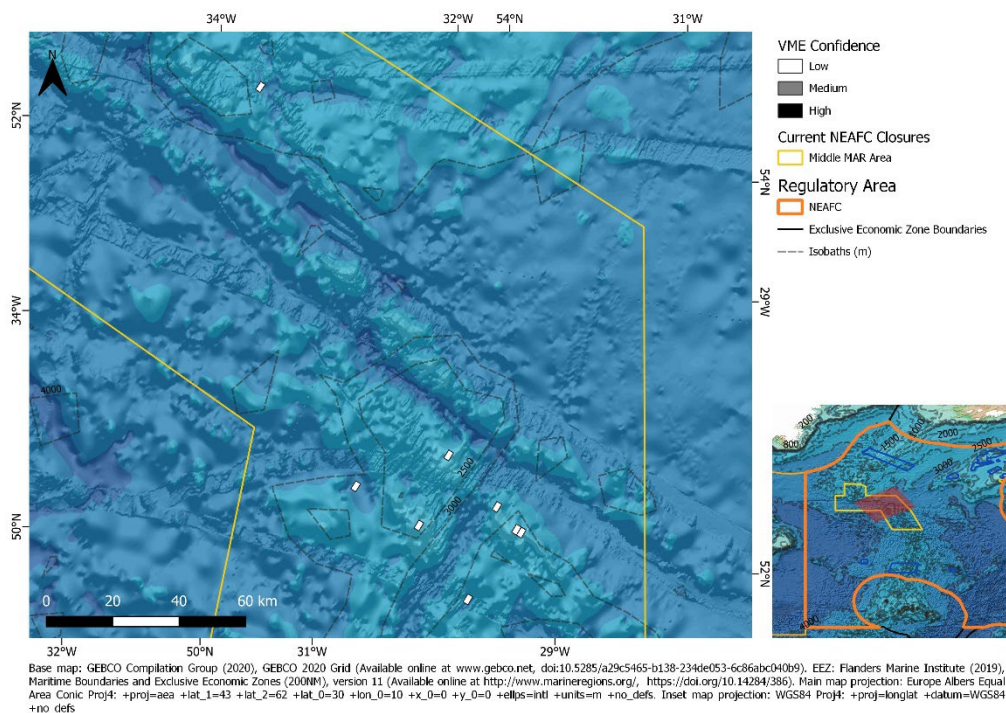 34°W
32°W
54°N
31°W
N
52°N
54°N
34°W
29°W
4000
2500
3000
50°N
52°N
0
20
40
60 km
32°W
50°W
31°W
29°W
VME Confidence
Low
Medium
High
Current NEAFC Closures
Middle MAR Area
Regulatory Area
NEAFC
Exclusive Economic Zone Boundaries
Isobaths (m)
200
800
1500
1000
2000
2500
3000
4000
Base map: GEBCO Compilation Group (2020), GEBCO 2020 Grid (Available online at www.gebco.net, doi:10.5285/a29c5465-b138-234de053-6c86abc040b9). EEZ: Flanders Marine Institute (2019),
Maritime Boundaries and Exclusive Economic Zones (200NM), version 11 (Available online at http://www.marineregions.org/, https://doi.org/10.14284/386). Main map projection: Europe Albers Equal
Area Conic Proj4: +proj=aea +lat_1=43 +lat_2=62 +lat_0=30 +lon_0=10 +x_0=0 +y_0=0 +ellps=intl +units=m +no_defs. Inset map projection: WGS84 Proj4: +proj=longlat +datum=WGS84
+no defs